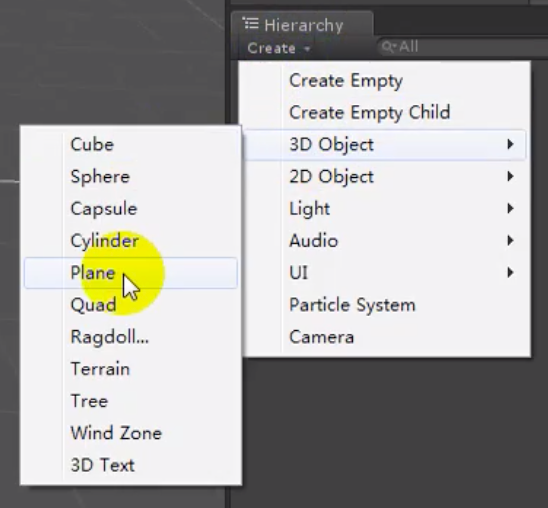 Hierarchy
Create
All
Create Empty
Create Empty Child
3D Object
2D Object
Light
Audio
UI
Particle System
Camera
Cube
Sphere
Capsule
Cylinder
Plane
Quad
Ragdoll...
Terrain
Tree
Wind Zone
3D Text